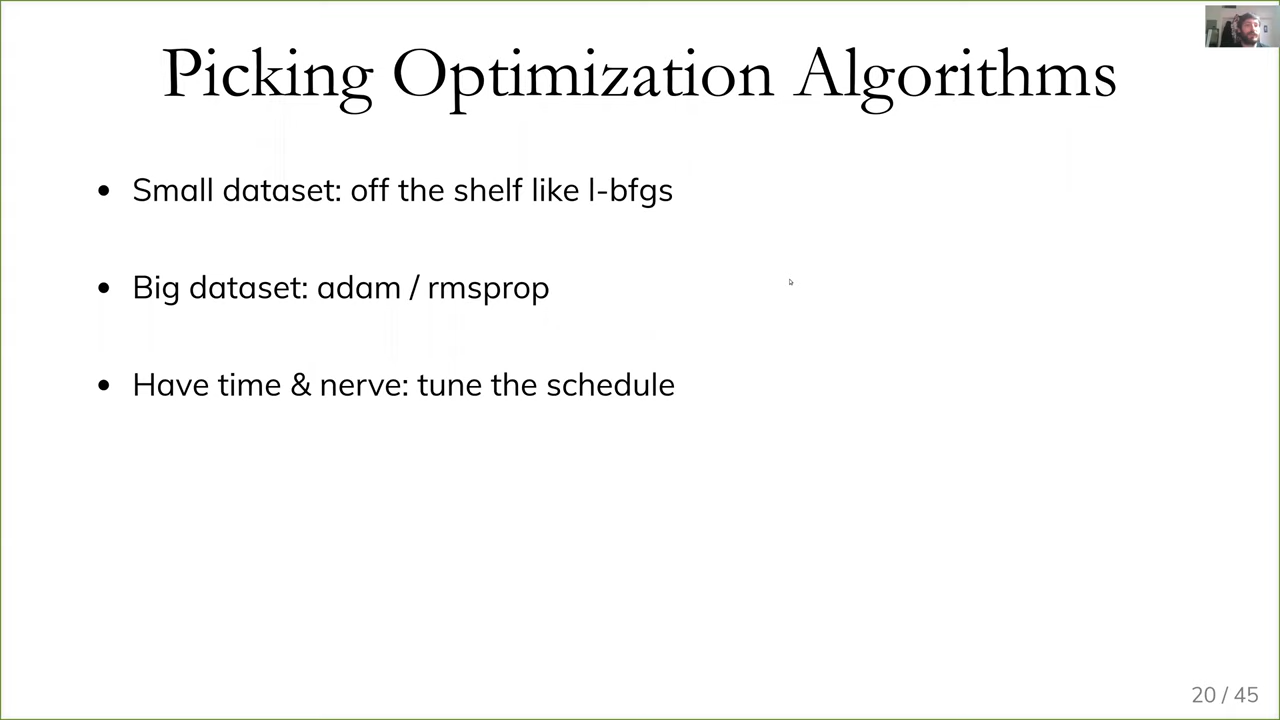 Picking Optimization Algorithms
• Small dataset: off the shelf like l-bfgs
• Big dataset: adam / rmsprop
• Have time & nerve: tune the schedule
20 / 45